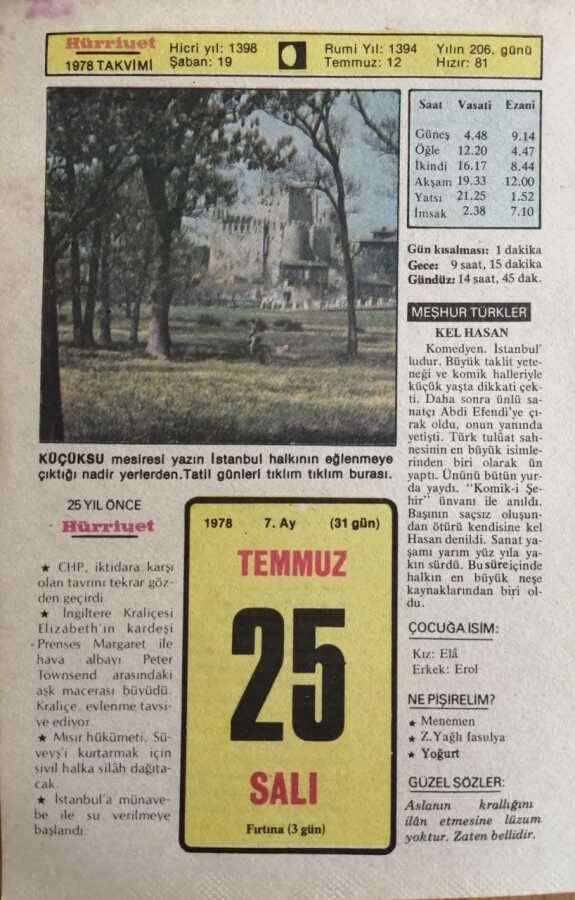 Hürriyet
1978 TAKVİMİ
Hicri yıl: 1398
Şaban: 19
Rumi Yıl: 1394
Temmuz: 12
Yılın 206. günü
Hızır: 81
Saat Vasati Ezani
Güneş 4.48 9.14
Öğle 12.20 4.47
İkindi 16.17 8.44
Akşam 19.33 12.00
Yatsı 21.25 1.52
İmsak 2.38 7.10
Gün kısalması: 1 dakika
Gece: 9 saat, 15 dakika
Gündüz: 14 saat, 45 dak.
MEŞHUR TÜRKLER
KEL HASAN
Komedyen. İstanbul'
ludur. Büyük taklit yete-
neği ve komik halleriyle
küçük yaşta dikkati çek-
ti. Daha sonra ünlü sa-
natçı Abdi Efendi'ye çı-
rak oldu, onun yanında
yetişti. Türk tulûat sah-
nesinin en büyük isimle-
rinden biri olarak ün
yaptı. Ününü bütün yur-
da yaydı. "Komik-i Şe-
hir" ünvanı ile anıldı.
Başının saçsız oluşun-
dan ötürü kendisine kel
Hasan denildi. Sanat ya-
şamı yarım yüz yıla ya-
kın sürdü. Bu süre içinde
halkın en büyük neşe
kaynaklarından biri ol-
du.
ÇOCUĞA İSİM:
Kız: Elâ
Erkek: Erol
NE PİŞİRELİM?
★ Menemen
★ Z.Yağlı fasulya
★ Yoğurt
GÜZEL SÖZLER:
Aslanın krallığını
ilân etmesine lüzum
yoktur. Zaten bellidir.
KÜÇÜKSU mesiresi yazın İstanbul halkının eğlenmeye
çıktığı nadir yerlerden.Tatil günleri tıklım tıklım burası.
25 YIL ÖNCE
Hürriyet
★ CHP, iktidara karşı
olan tavrını tekrar göz-
den geçirdi.
★ İngiltere Kraliçesi
Elizabeth'in kardeşi
Prenses Margaret ile
hava albayı Peter
Townsend arasındaki
aşk macerası büyüdü.
Kraliçe, evlenme tavsi-
ye ediyor.
★ Mısır hükümeti, Sü-
veyş'i kurtarmak için
sivil halka silâh dağıta-
cak.
★ İstanbul'a münave-
be ile su verilmeye
başlandı.
1978 7. Ay (31 gün)
TEMMUZ
25
SALI
Fırtına (3 gün)